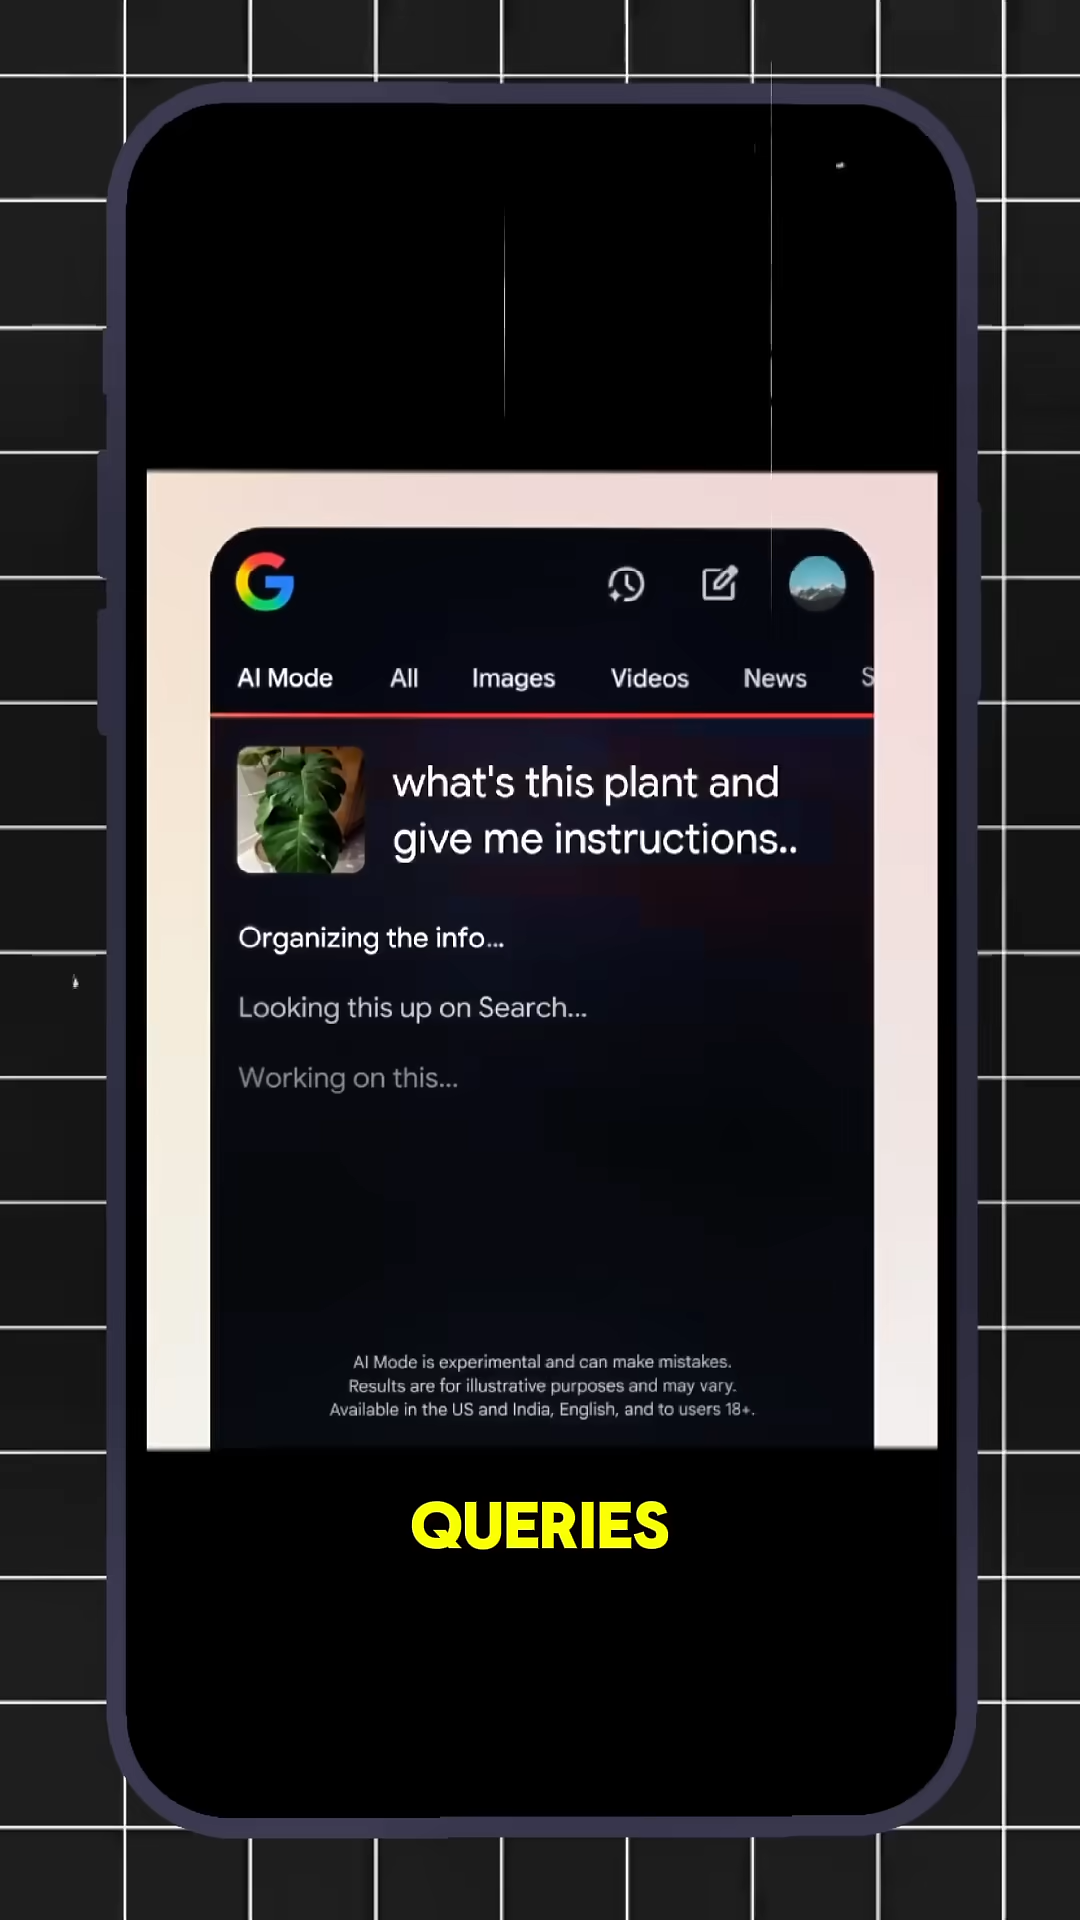 AI Mode All Images Videos News S
what's this plant and
give me instructions..
Organizing the info...
Looking this up on Search...
Working on this...
AI Mode is experimental and can make mistakes.
Results are for illustrative purposes and may vary.
Available in the US and India, English, and to users 18+.
QUERIES